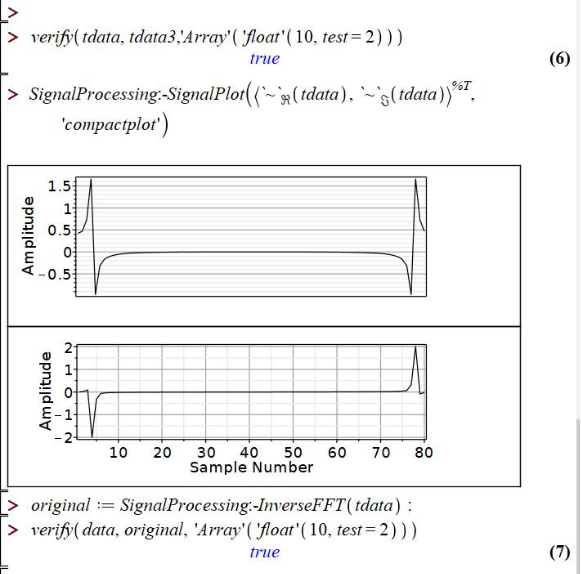 >
> verify(tdata, tdata3,'Array'( 'float'( 10, test = 2 ) ) )
true (6)
> SignalProcessing:-SignalPlot(⟨`~`ℜ(tdata), `~`ℑ(tdata)⟩%T,
'compactplot')
1.5
1
0.5
0
−0.5
Amplitude
2
1
0
−1
−2
Amplitude
10 20 30 40 50 60 70 80
Sample Number
> original := SignalProcessing:-InverseFFT( tdata ) :
> verify( data, original, 'Array'( 'float'( 10, test = 2 ) ) )
true (7)